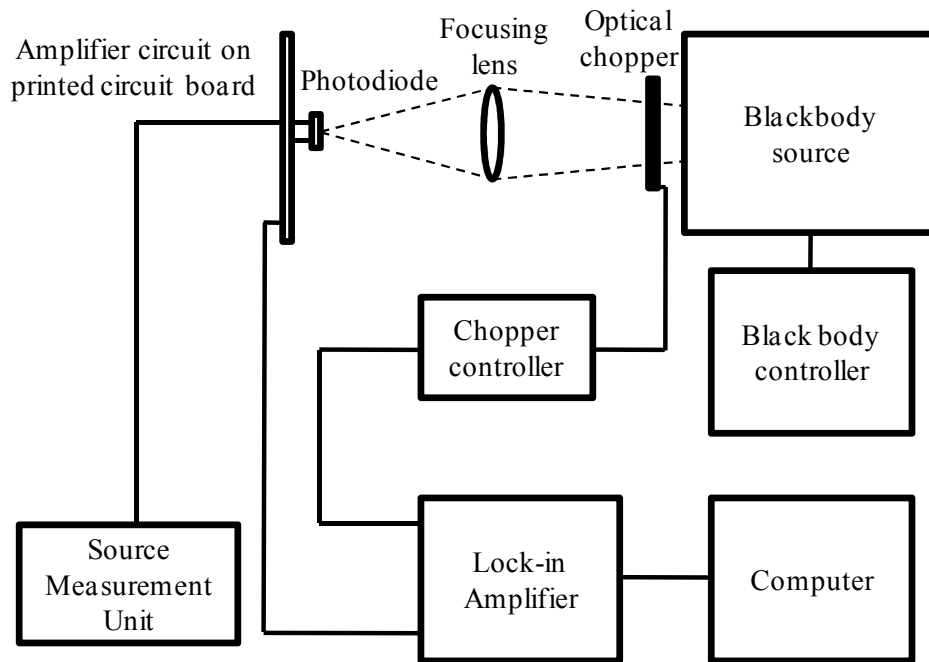 Amplifier circuit on
printed circuit board
Photodiode
Focusing
lens
Optical
chopper
Blackbody
source
Chopper
controller
Black body
controller
Source
Measurement
Unit
Lock-in
Amplifier
Computer